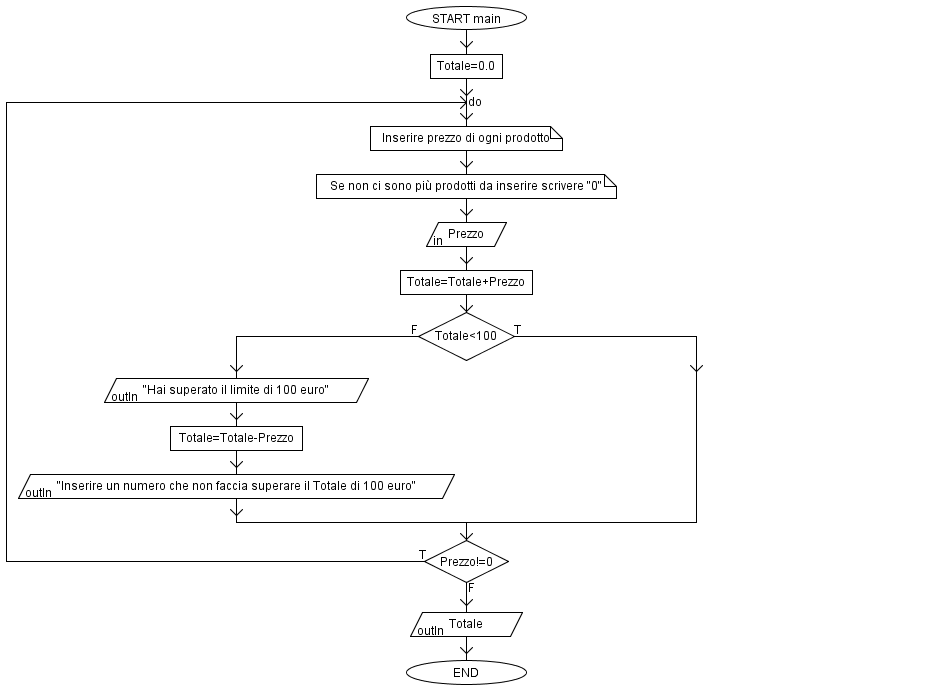 START main
Totale=0.0
do
Inserire prezzo di ogni prodotto
Se non ci sono più prodotti da inserire scrivere "0"
Prezzo
in
Totale=Totale+Prezzo
F
Totale<100
T
"Hai superato il limite di 100 euro"
outln
Totale=Totale-Prezzo
"Inserire un numero che non faccia superare il Totale di 100 euro"
outln
T
Prezzo!=0
F
Totale
outln
END